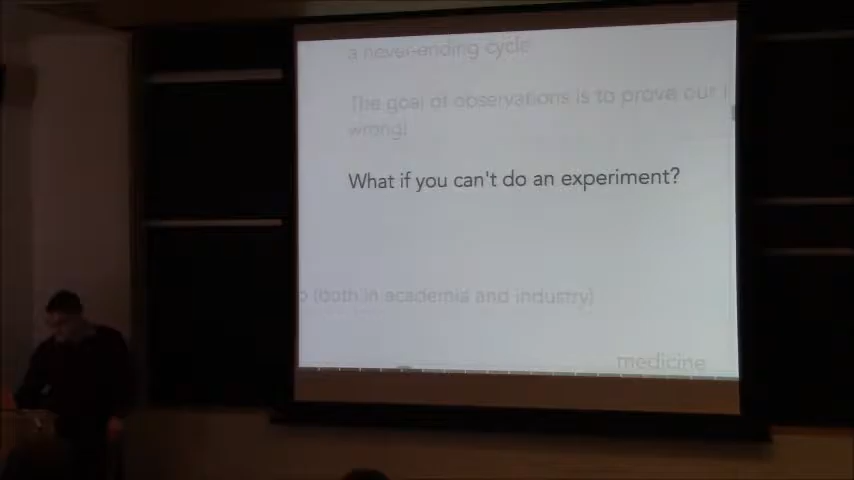 a never-ending cycle
The goal of observations is to prove our
wrong!
What if you can't do an experiment?
(both in academia and industry)
medicine